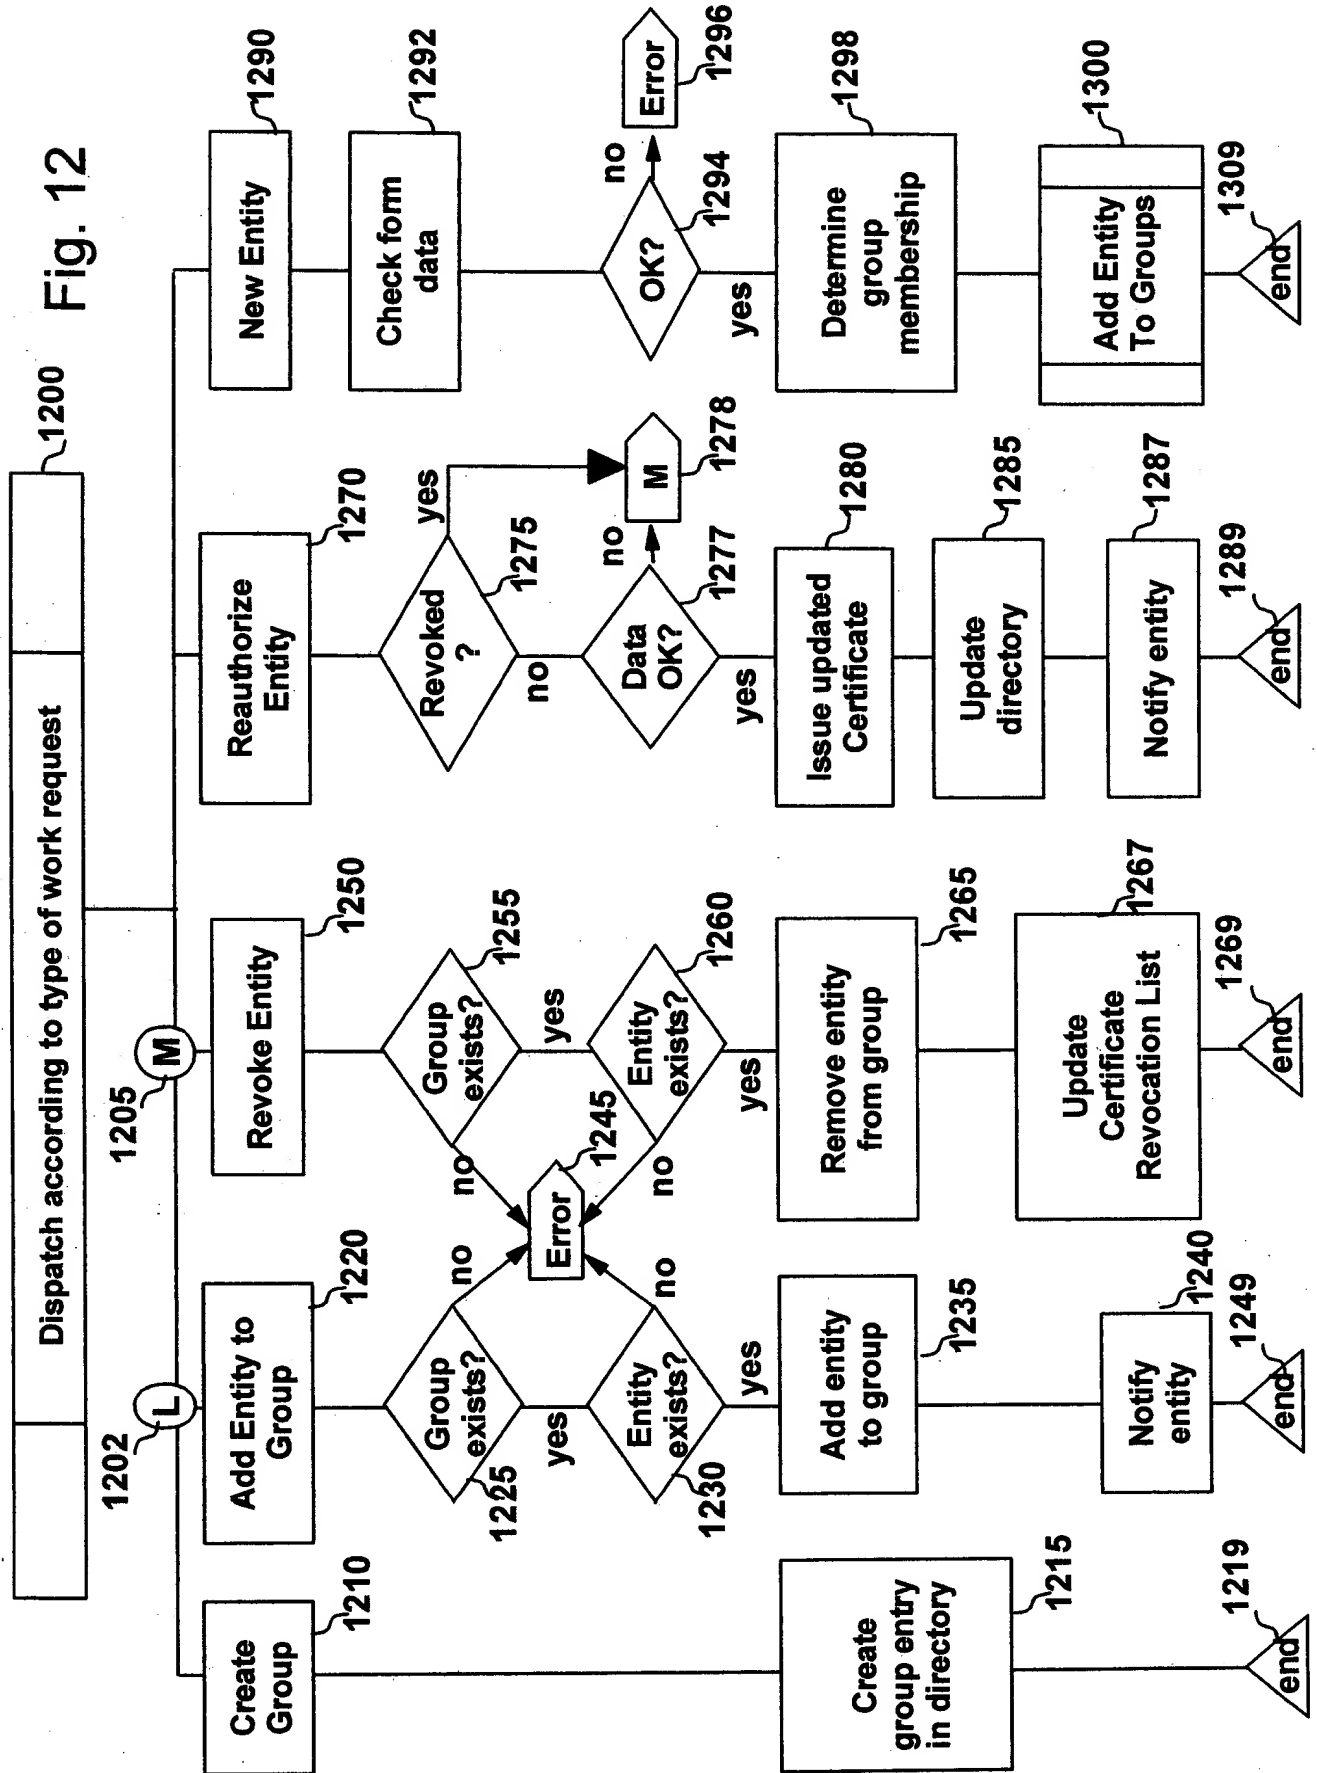 Fig. 12
Dispatch according to type of work request
1200
1202
L
1205
M
Create
Group
1210
Create
group entry
in directory
1215
end
1219
Add Entity to
Group
1220
Group
exists?
1225
no
yes
Entity
exists?
1230
no
yes
Add entity
to group
1235
Notify
entity
1240
end
1249
Error
1245
Revoke Entity
1250
Group
exists?
1255
no
yes
Entity
exists?
1260
no
yes
Remove entity
from group
1265
Update
Certificate
Revocation List
1267
end
1269
Reauthorize
Entity
1270
Revoked
?
1275
yes
no
Data
OK?
1277
no
M
1278
yes
Issue updated
Certificate
1280
Update
directory
1285
Notify entity
1287
end
1289
New Entity
1290
Check form
data
1292
OK?
1294
no
Error
1296
yes
Determine
group
membership
1298
Add Entity
To Groups
1300
end
1309